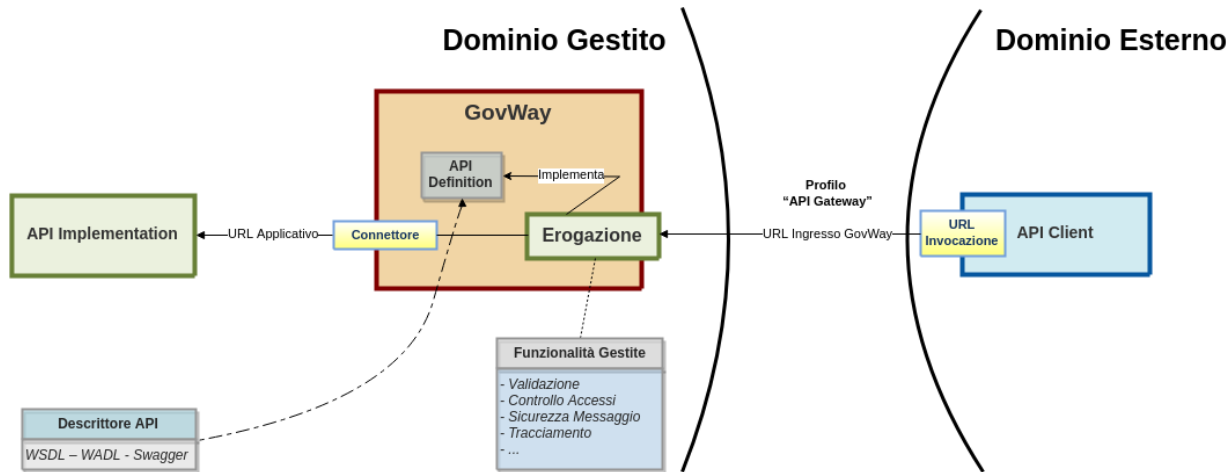 Dominio Gestito
Dominio Esterno
GovWay
API
Definition
Implementa
Profilo
“API Gateway”
API Implementation
URL Applicativo
Connettore
Erogazione
URL Ingresso GovWay
URL
Invocazione
API Client
Funzionalità Gestite
- Validazione
- Controllo Accessi
- Sicurezza Messaggio
- Tracciamento
- ...
Descrittore API
WSDL – WADL - Swagger